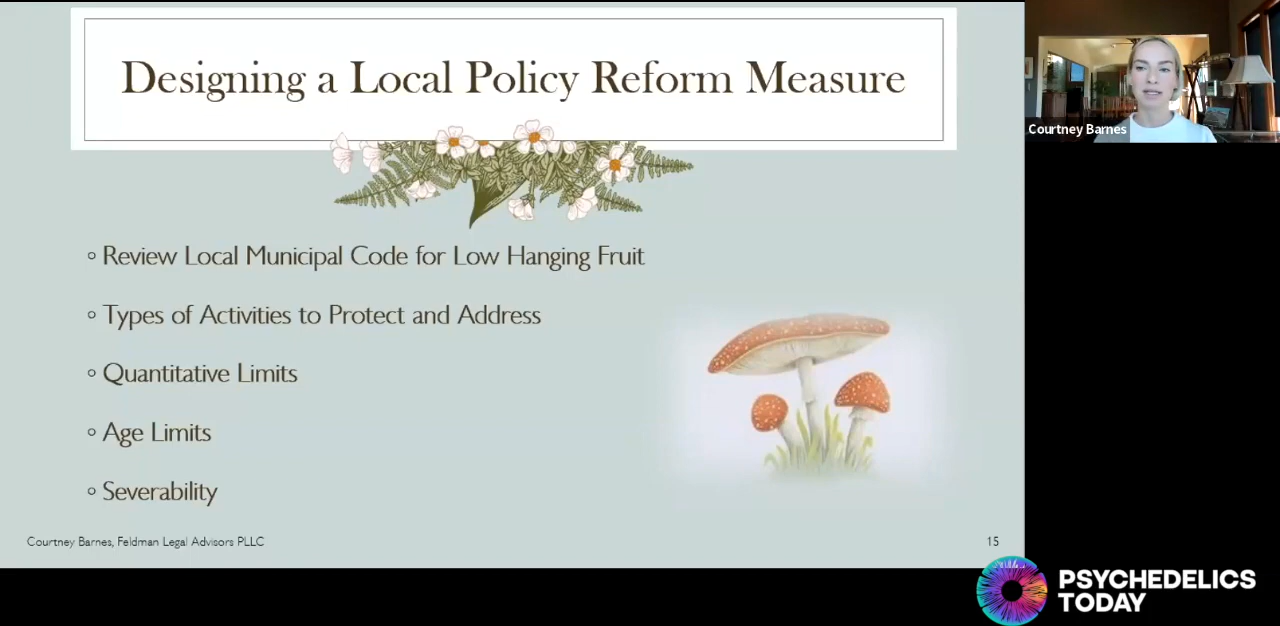 Designing a Local Policy Reform Measure
Courtney Barnes
◦ Review Local Municipal Code for Low Hanging Fruit
◦ Types of Activities to Protect and Address
◦ Quantitative Limits
◦ Age Limits
◦ Severability
Courtney Barnes, Feldman Legal Advisors PLLC
15
PSYCHEDELICS
TODAY